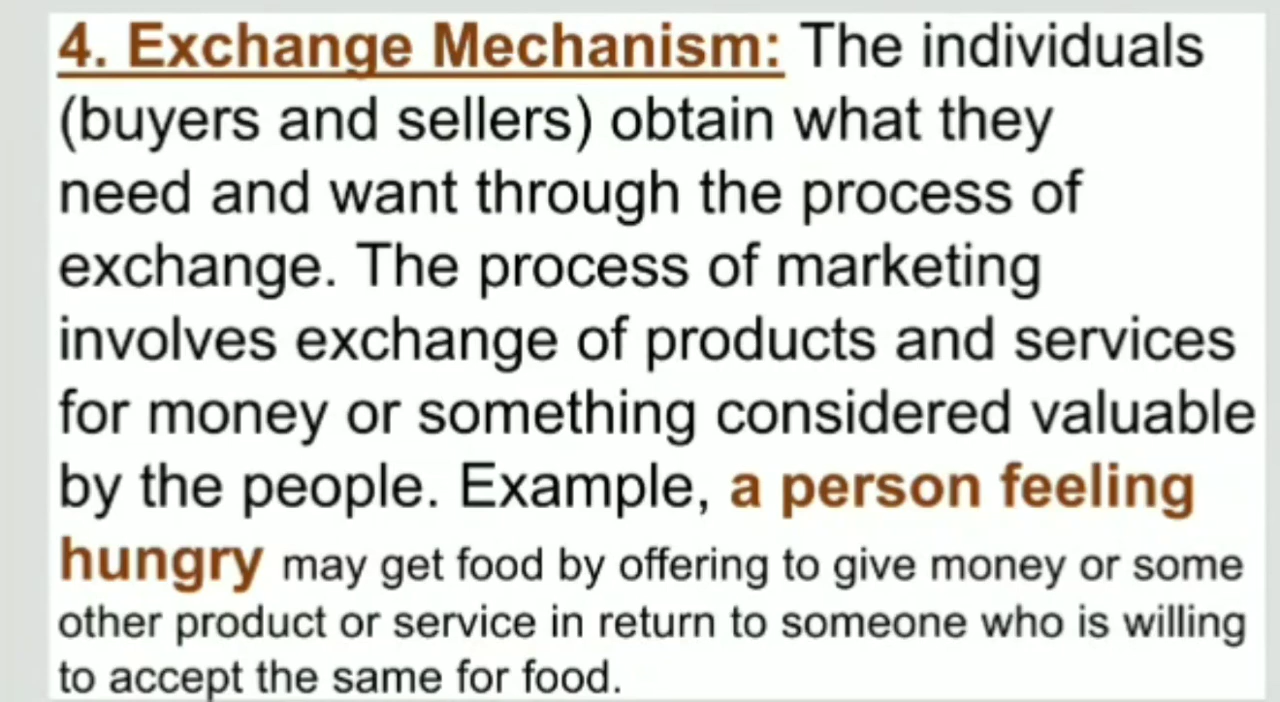 4. Exchange Mechanism: The individuals
(buyers and sellers) obtain what they
need and want through the process of
exchange. The process of marketing
involves exchange of products and services
for money or something considered valuable
by the people. Example, a person feeling
hungry may get food by offering to give money or some
other product or service in return to someone who is willing
to accept the same for food.